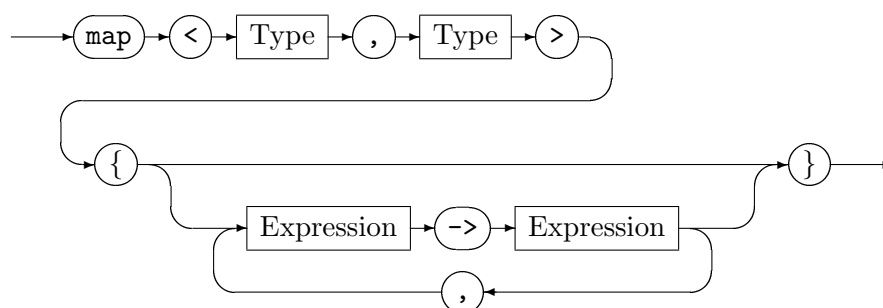 map < Type , Type >
{ }
Expression -> Expression
,